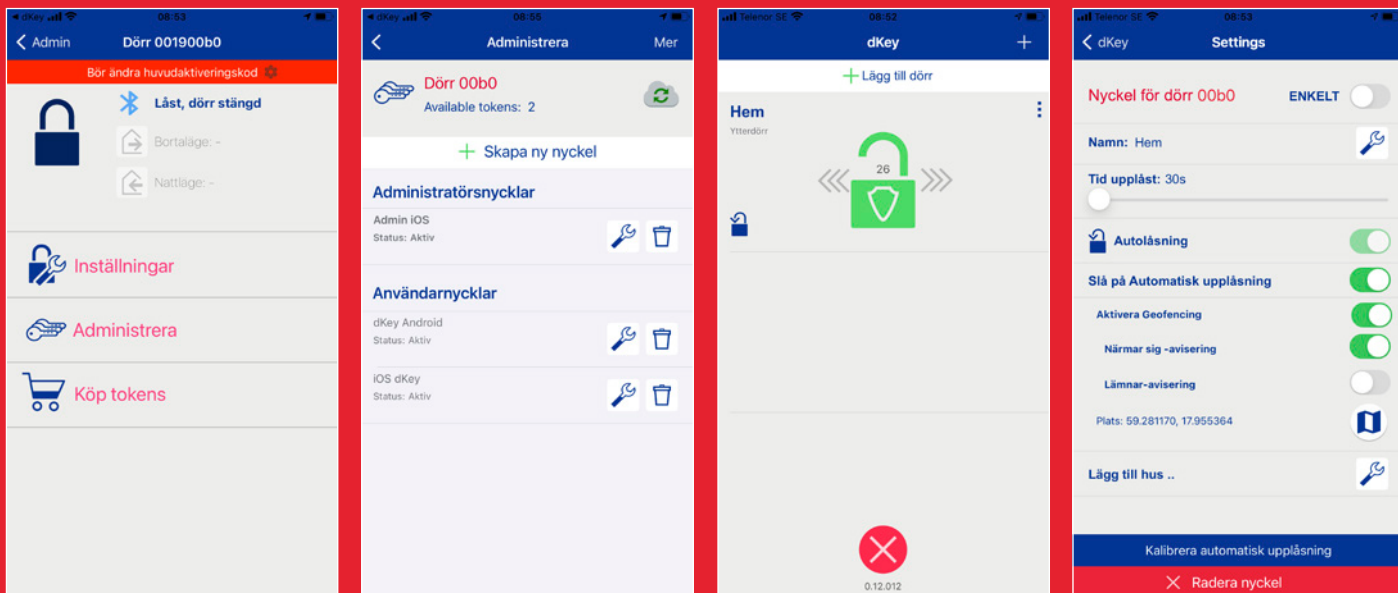 dKey 08:53
Admin Dörr 001900b0
Bör ändra huvudaktiveringskod
Låst, dörr stängd
Bortaläge: -
Nattläge: -
Inställningar
Administrera
Köp tokens
dKey 08:55
Administrera Mer
Dörr 00b0
Available tokens: 2
+ Skapa ny nyckel
Administratörsnycklar
Admin iOS
Status: Aktiv
Användarnycklar
dKey Android
Status: Aktiv
iOS dKey
Status: Aktiv
Telenor SE 08:52
dKey +
+ Lägg till dörr
Hem
Ytterdörr
26
0.12.012
Telenor SE 08:53
dKey Settings
Nyckel för dörr 00b0 ENKELT
Namn: Hem
Tid upplåst: 30s
Autolåsning
Slå på Automatisk upplåsning
Aktivera Geofencing
Närmar sig -avisering
Lämnar-avisering
Plats: 59.281170, 17.955364
Lägg till hus ..
Kalibrera automatisk upplåsning
Radera nyckel